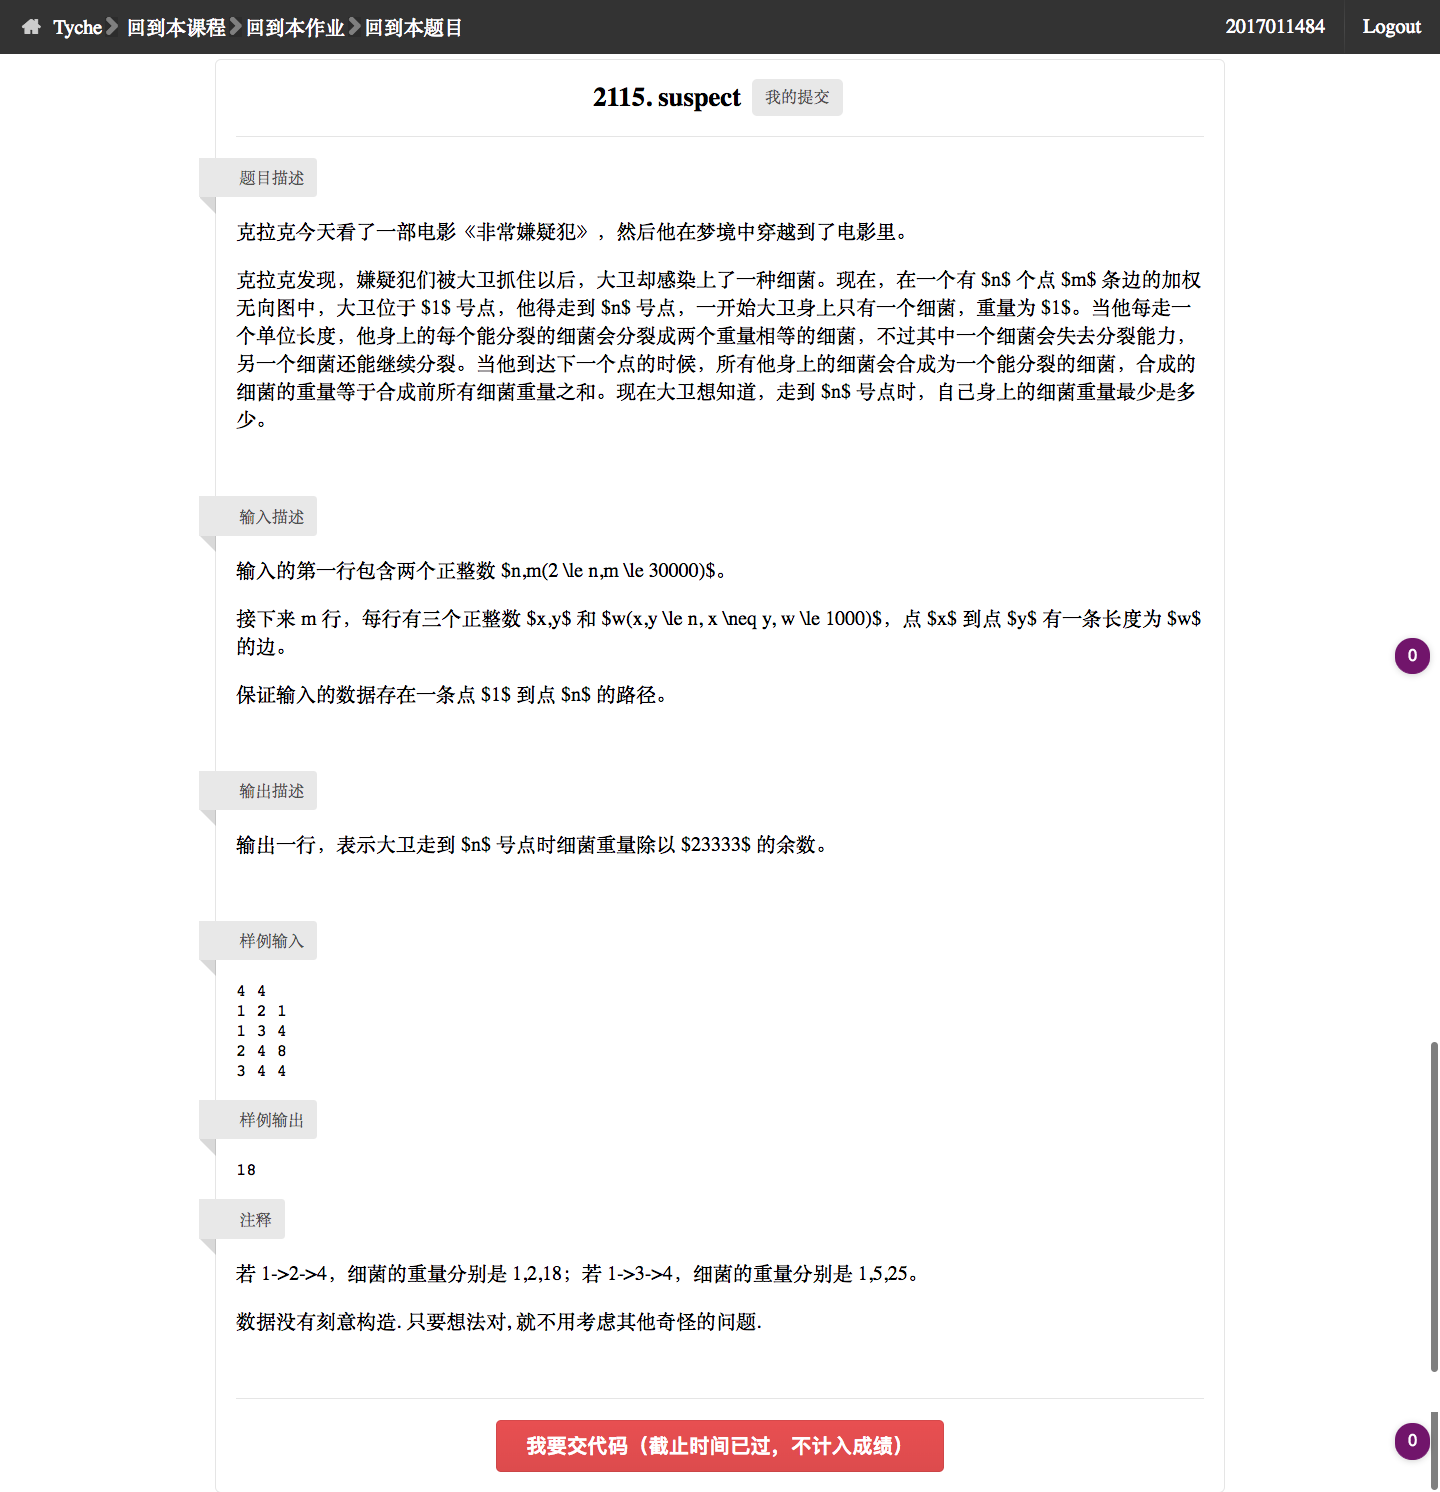 Tyche 回到本课程 回到本作业 回到本题目 2017011484 Logout
2115. suspect 我的提交
题目描述
克拉克今天看了一部电影《非常嫌疑犯》，然后他在梦境中穿越到了电影里。
克拉克发现，嫌疑犯们被大卫抓住以后，大卫却感染上了一种细菌。现在，在一个有 $n$ 个点 $m$ 条边的加权
无向图中，大卫位于 $1$ 号点，他得走到 $n$ 号点，一开始大卫身上只有一个细菌，重量为 $1$。当他每走一
个单位长度，他身上的每个能分裂的细菌会分裂成两个重量相等的细菌，不过其中一个细菌会失去分裂能力，
另一个细菌还能继续分裂。当他到达下一个点的时候，所有他身上的细菌会合成为一个能分裂的细菌，合成的
细菌的重量等于合成前所有细菌重量之和。现在大卫想知道，走到 $n$ 号点时，自己身上的细菌重量最少是多
少。
输入描述
输入的第一行包含两个正整数 $n,m(2 \le n,m \le 30000)$。
接下来 m 行，每行有三个正整数 $x,y$ 和 $w(x,y \le n, x \neq y, w \le 1000)$，点 $x$ 到点 $y$ 有一条长度为 $w$
的边。
保证输入的数据存在一条点 $1$ 到点 $n$ 的路径。
输出描述
输出一行，表示大卫走到 $n$ 号点时细菌重量除以 $23333$ 的余数。
样例输入
4 4
1 2 1
1 3 4
2 4 8
3 4 4
样例输出
18
注释
若 1->2->4，细菌的重量分别是 1,2,18；若 1->3->4，细菌的重量分别是 1,5,25。
数据没有刻意构造. 只要想法对, 就不用考虑其他奇怪的问题.
我要交代码（截止时间已过，不计入成绩）
0
0